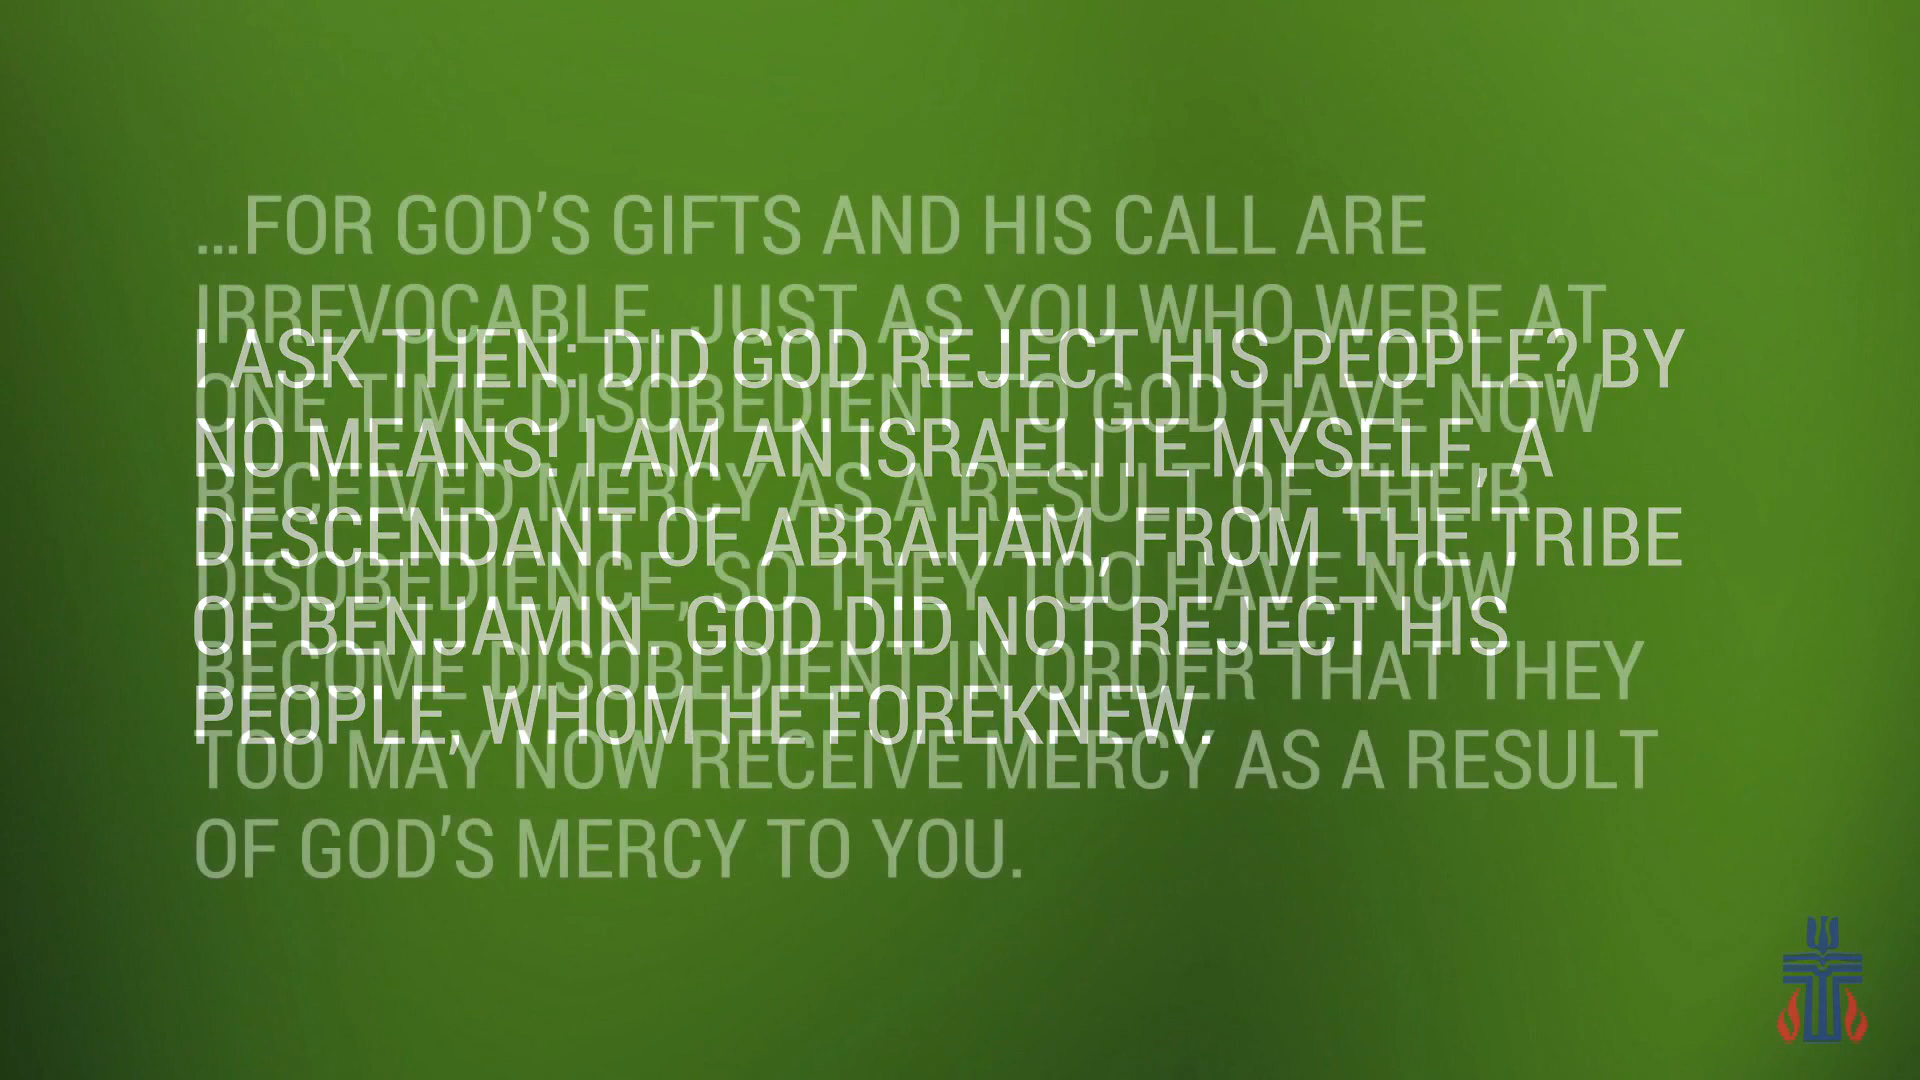 …FOR GOD'S GIFTS AND HIS CALL ARE
IRREVOCABLE. JUST AS YOU WHO WERE AT
ONE TIME DISOBEDIENT TO GOD HAVE NOW
RECEIVED MERCY AS A RESULT OF THEIR
DISOBEDIENCE, SO THEY TOO HAVE NOW
BECOME DISOBEDIENT IN ORDER THAT THEY
TOO MAY NOW RECEIVE MERCY AS A RESULT
OF GOD'S MERCY TO YOU.
I ASK THEN: DID GOD REJECT HIS PEOPLE? BY
NO MEANS! I AM AN ISRAELITE MYSELF, A
DESCENDANT OF ABRAHAM, FROM THE TRIBE
OF BENJAMIN. GOD DID NOT REJECT HIS
PEOPLE, WHOM HE FOREKNEW.